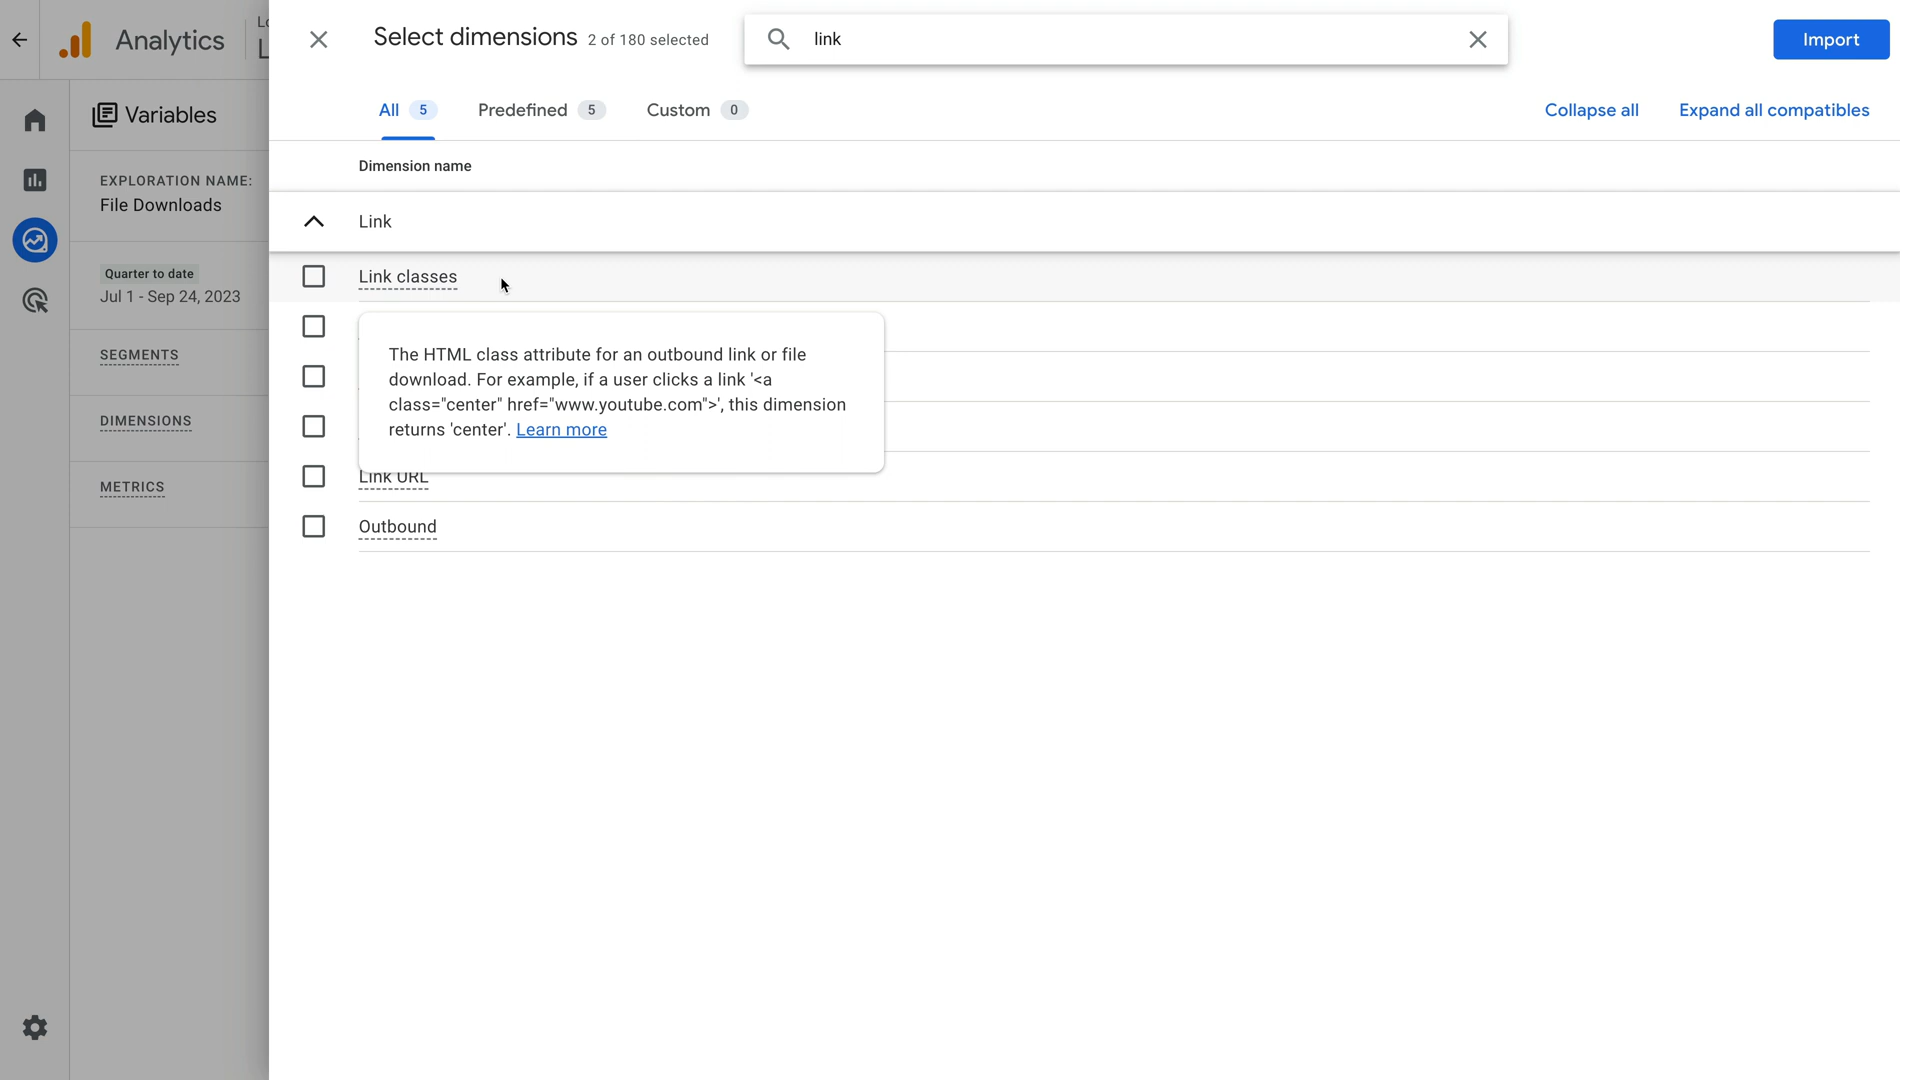 Analytics
Select dimensions 2 of 180 selected
link
Import
All 5
Predefined 5
Custom 0
Collapse all
Expand all compatibles
Variables
Dimension name
EXPLORATION NAME:
File Downloads
Link
Quarter to date
Jul 1 - Sep 24, 2023
Link classes
SEGMENTS
The HTML class attribute for an outbound link or file
download. For example, if a user clicks a link '<a
class="center" href="www.youtube.com">', this dimension
returns 'center'. Learn more
DIMENSIONS
Link URL
METRICS
Outbound